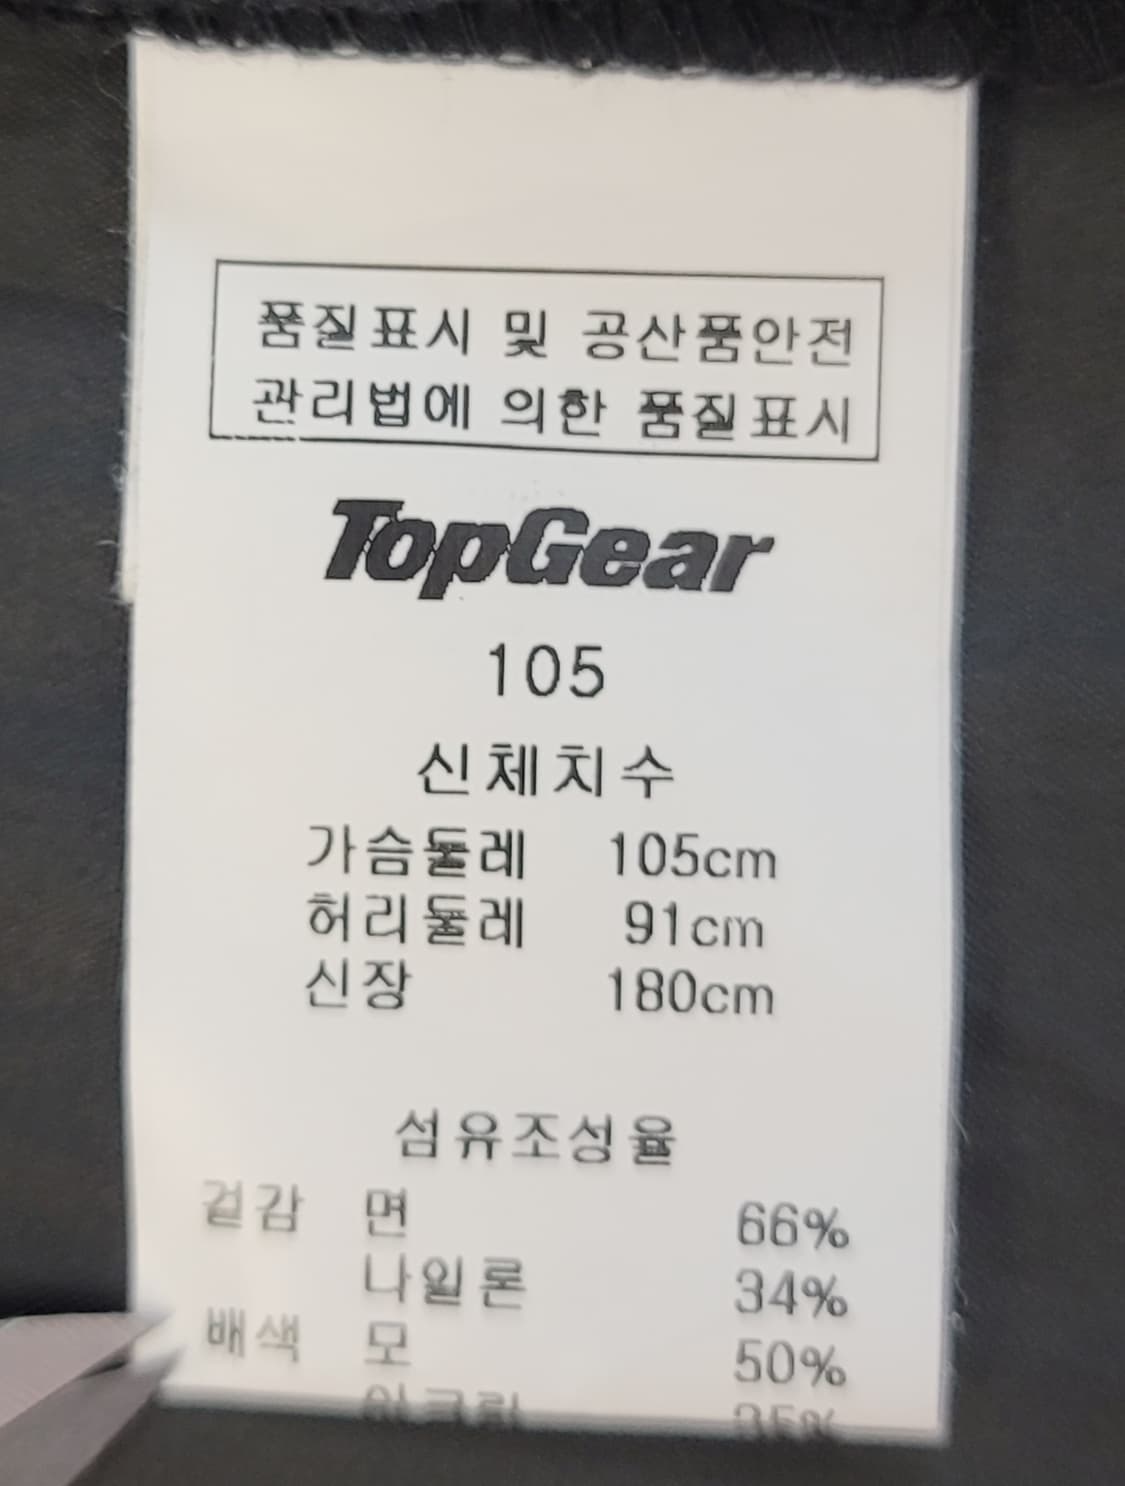 품질표시 및 공산품안전
관리법에 의한 품질표시
TopGear
105
신체치수
가슴둘레 105cm
허리둘레 91cm
신장 180cm
섬유조성율
겉감 면 66%
나일론 34%
배색 모 50%